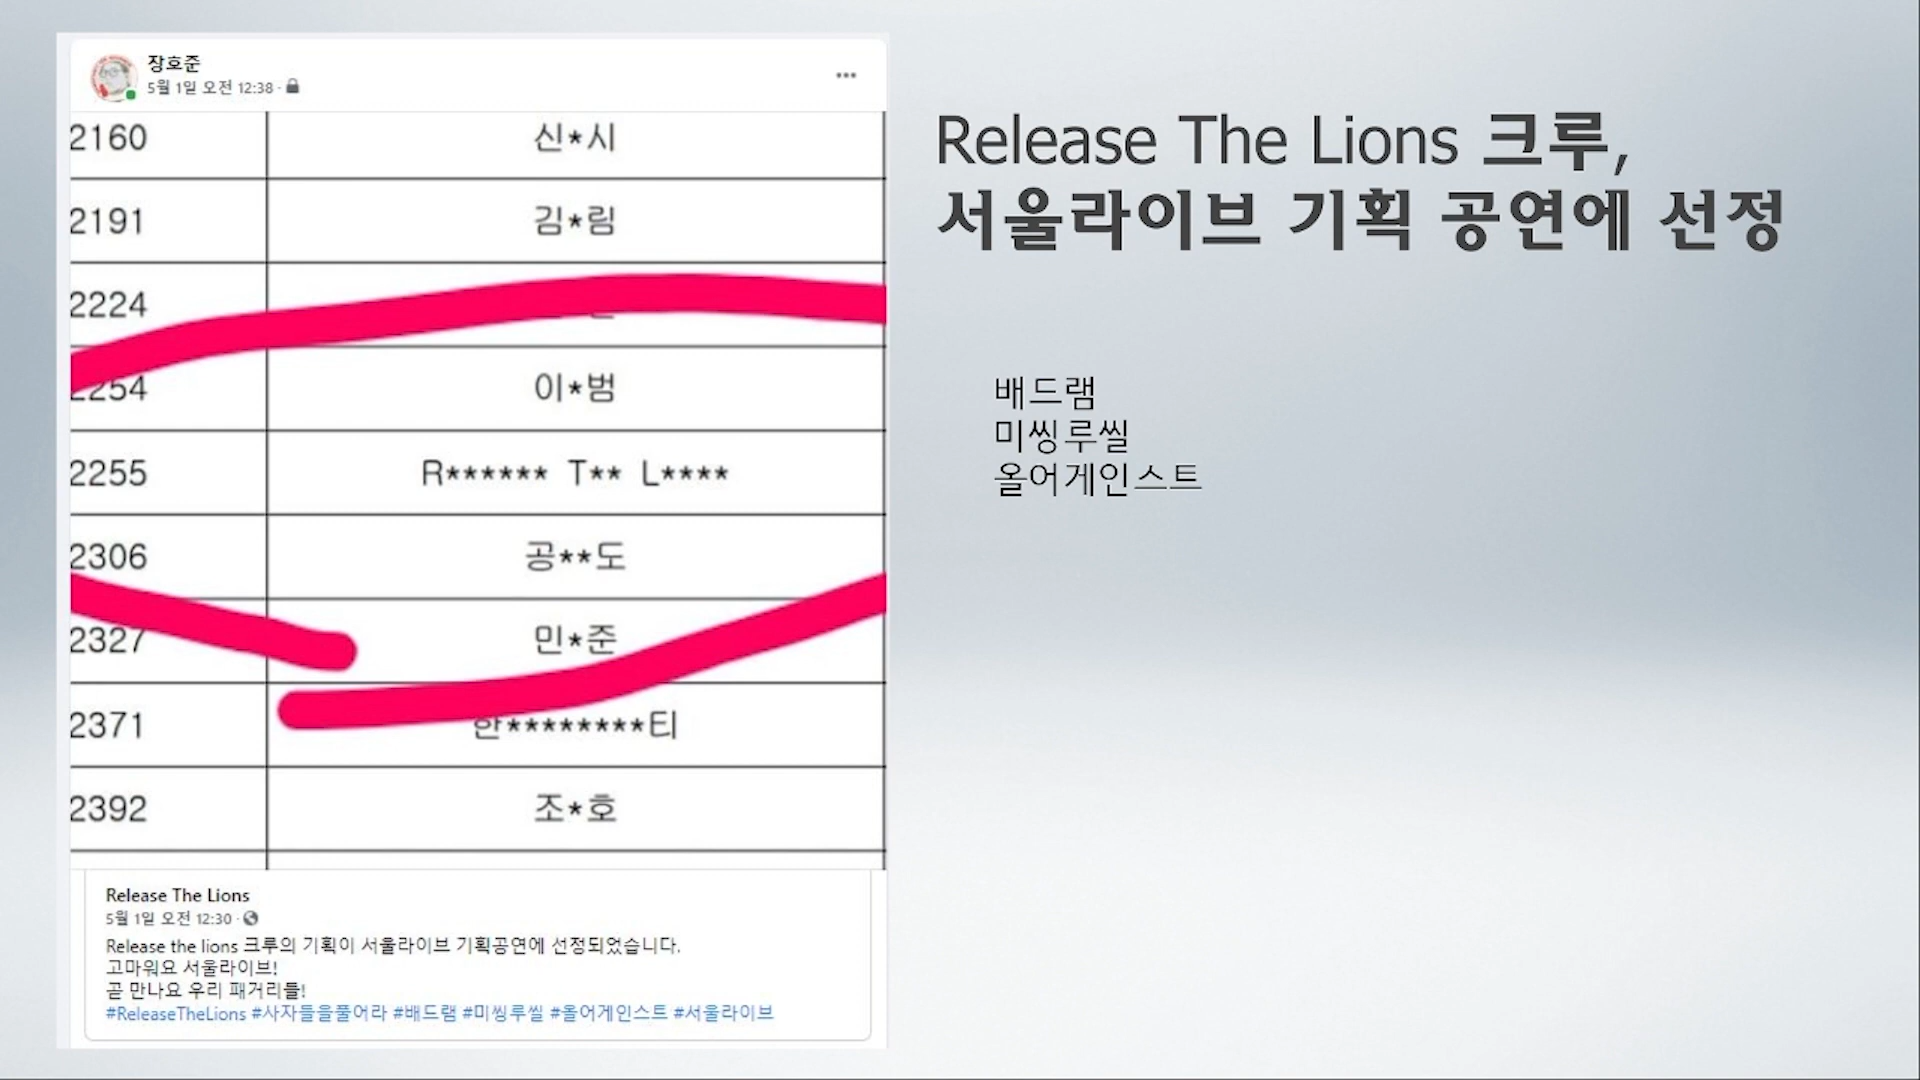 장호준
5월 1일 오전 12:38
2160 신*시
2191 김*림
2224
2254 이*범
2255 R****** T** L****
2306 공**도
2327 민*준
2371 한********티
2392 조*호
Release The Lions
5월 1일 오전 12:30
Release the lions 크루의 기획이 서울라이브 기획공연에 선정되었습니다.
고마워요 서울라이브!
곧 만나요 우리 패거리들!
#ReleaseTheLions #사자들을풀어라 #배드램 #미씽루씰 #올어게인스트 #서울라이브
Release The Lions 크루,
서울라이브 기획 공연에 선정
배드램
미씽루씰
올어게인스트